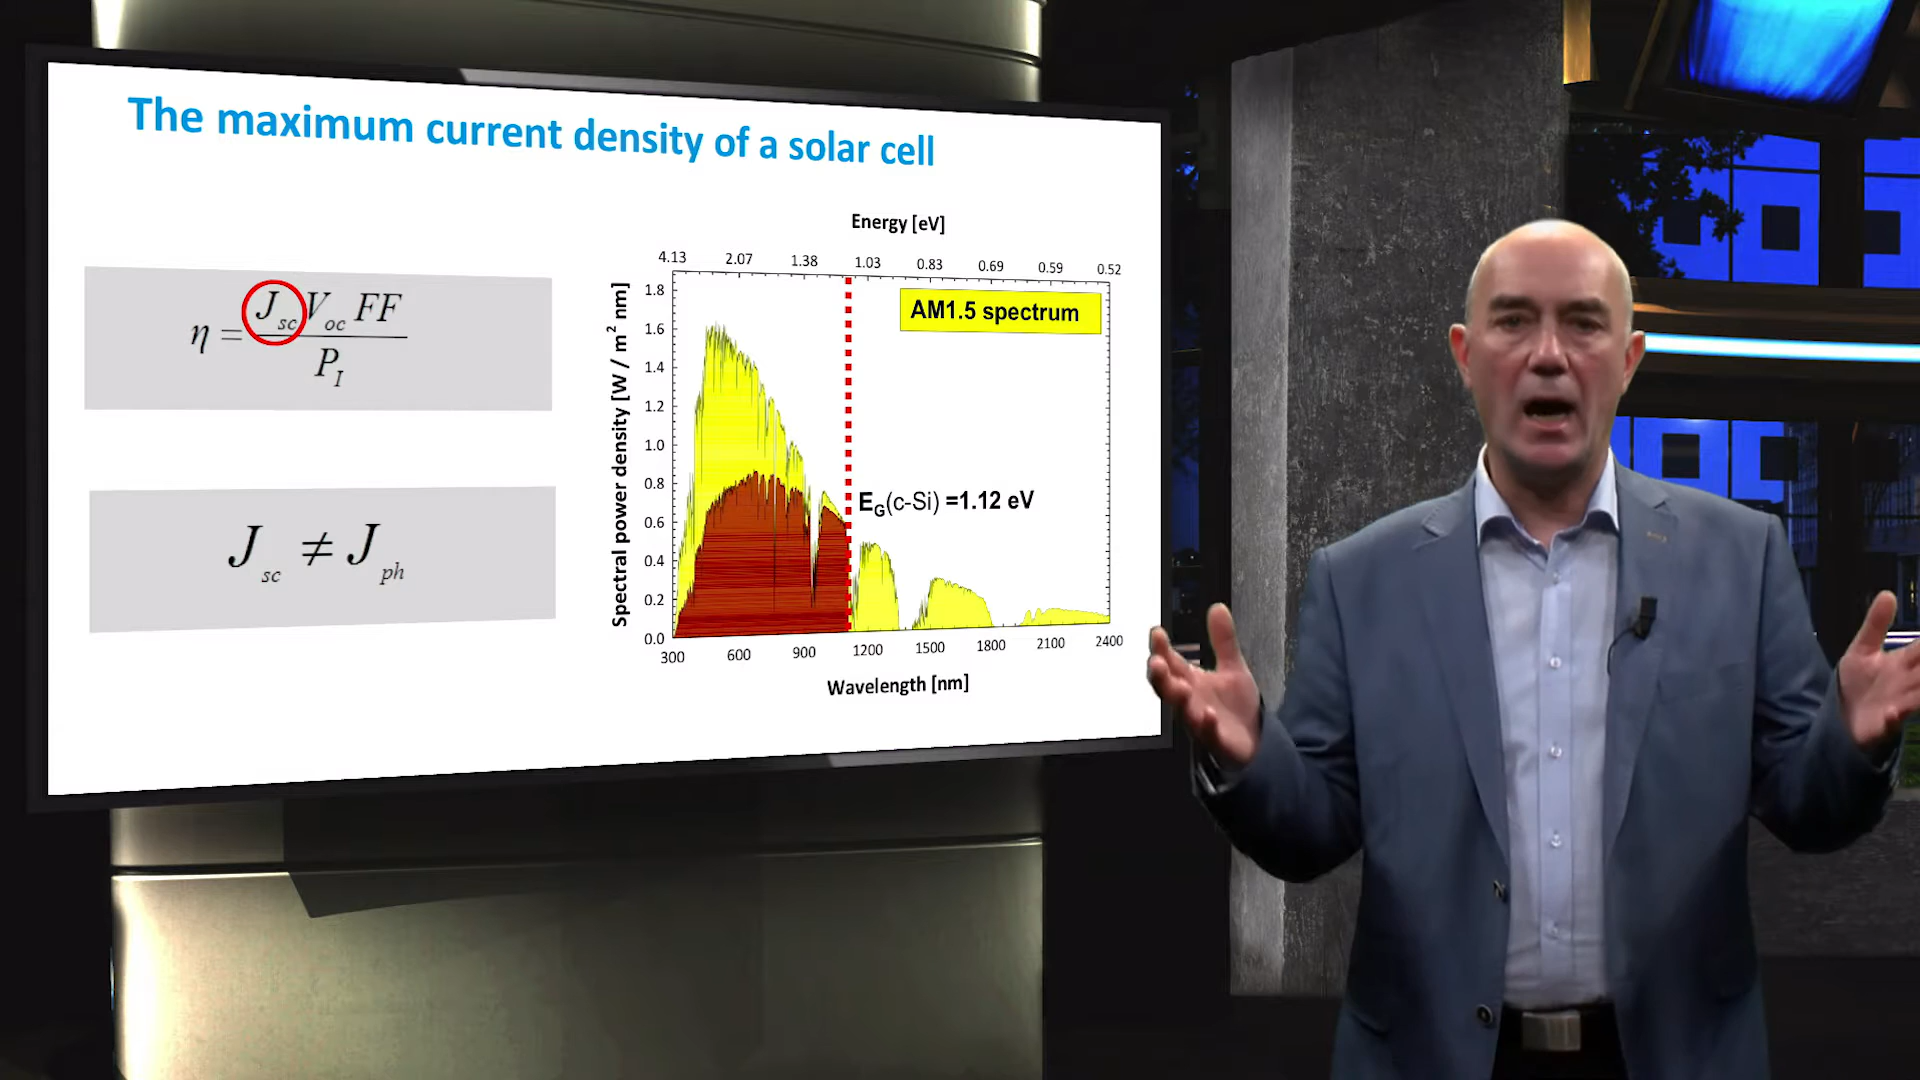 The maximum current density of a solar cell
η = J_sc V_oc FF / P_I
J_sc ≠ J_ph
Energy [eV]
4.13 2.07 1.38 1.03 0.83 0.69 0.59 0.52
AM1.5 spectrum
E_G(c-Si) =1.12 eV
Spectral power density [W / m² nm]
1.8
1.6
1.4
1.2
1.0
0.8
0.6
0.4
0.2
0.0
300 600 900 1200 1500 1800 2100 2400
Wavelength [nm]